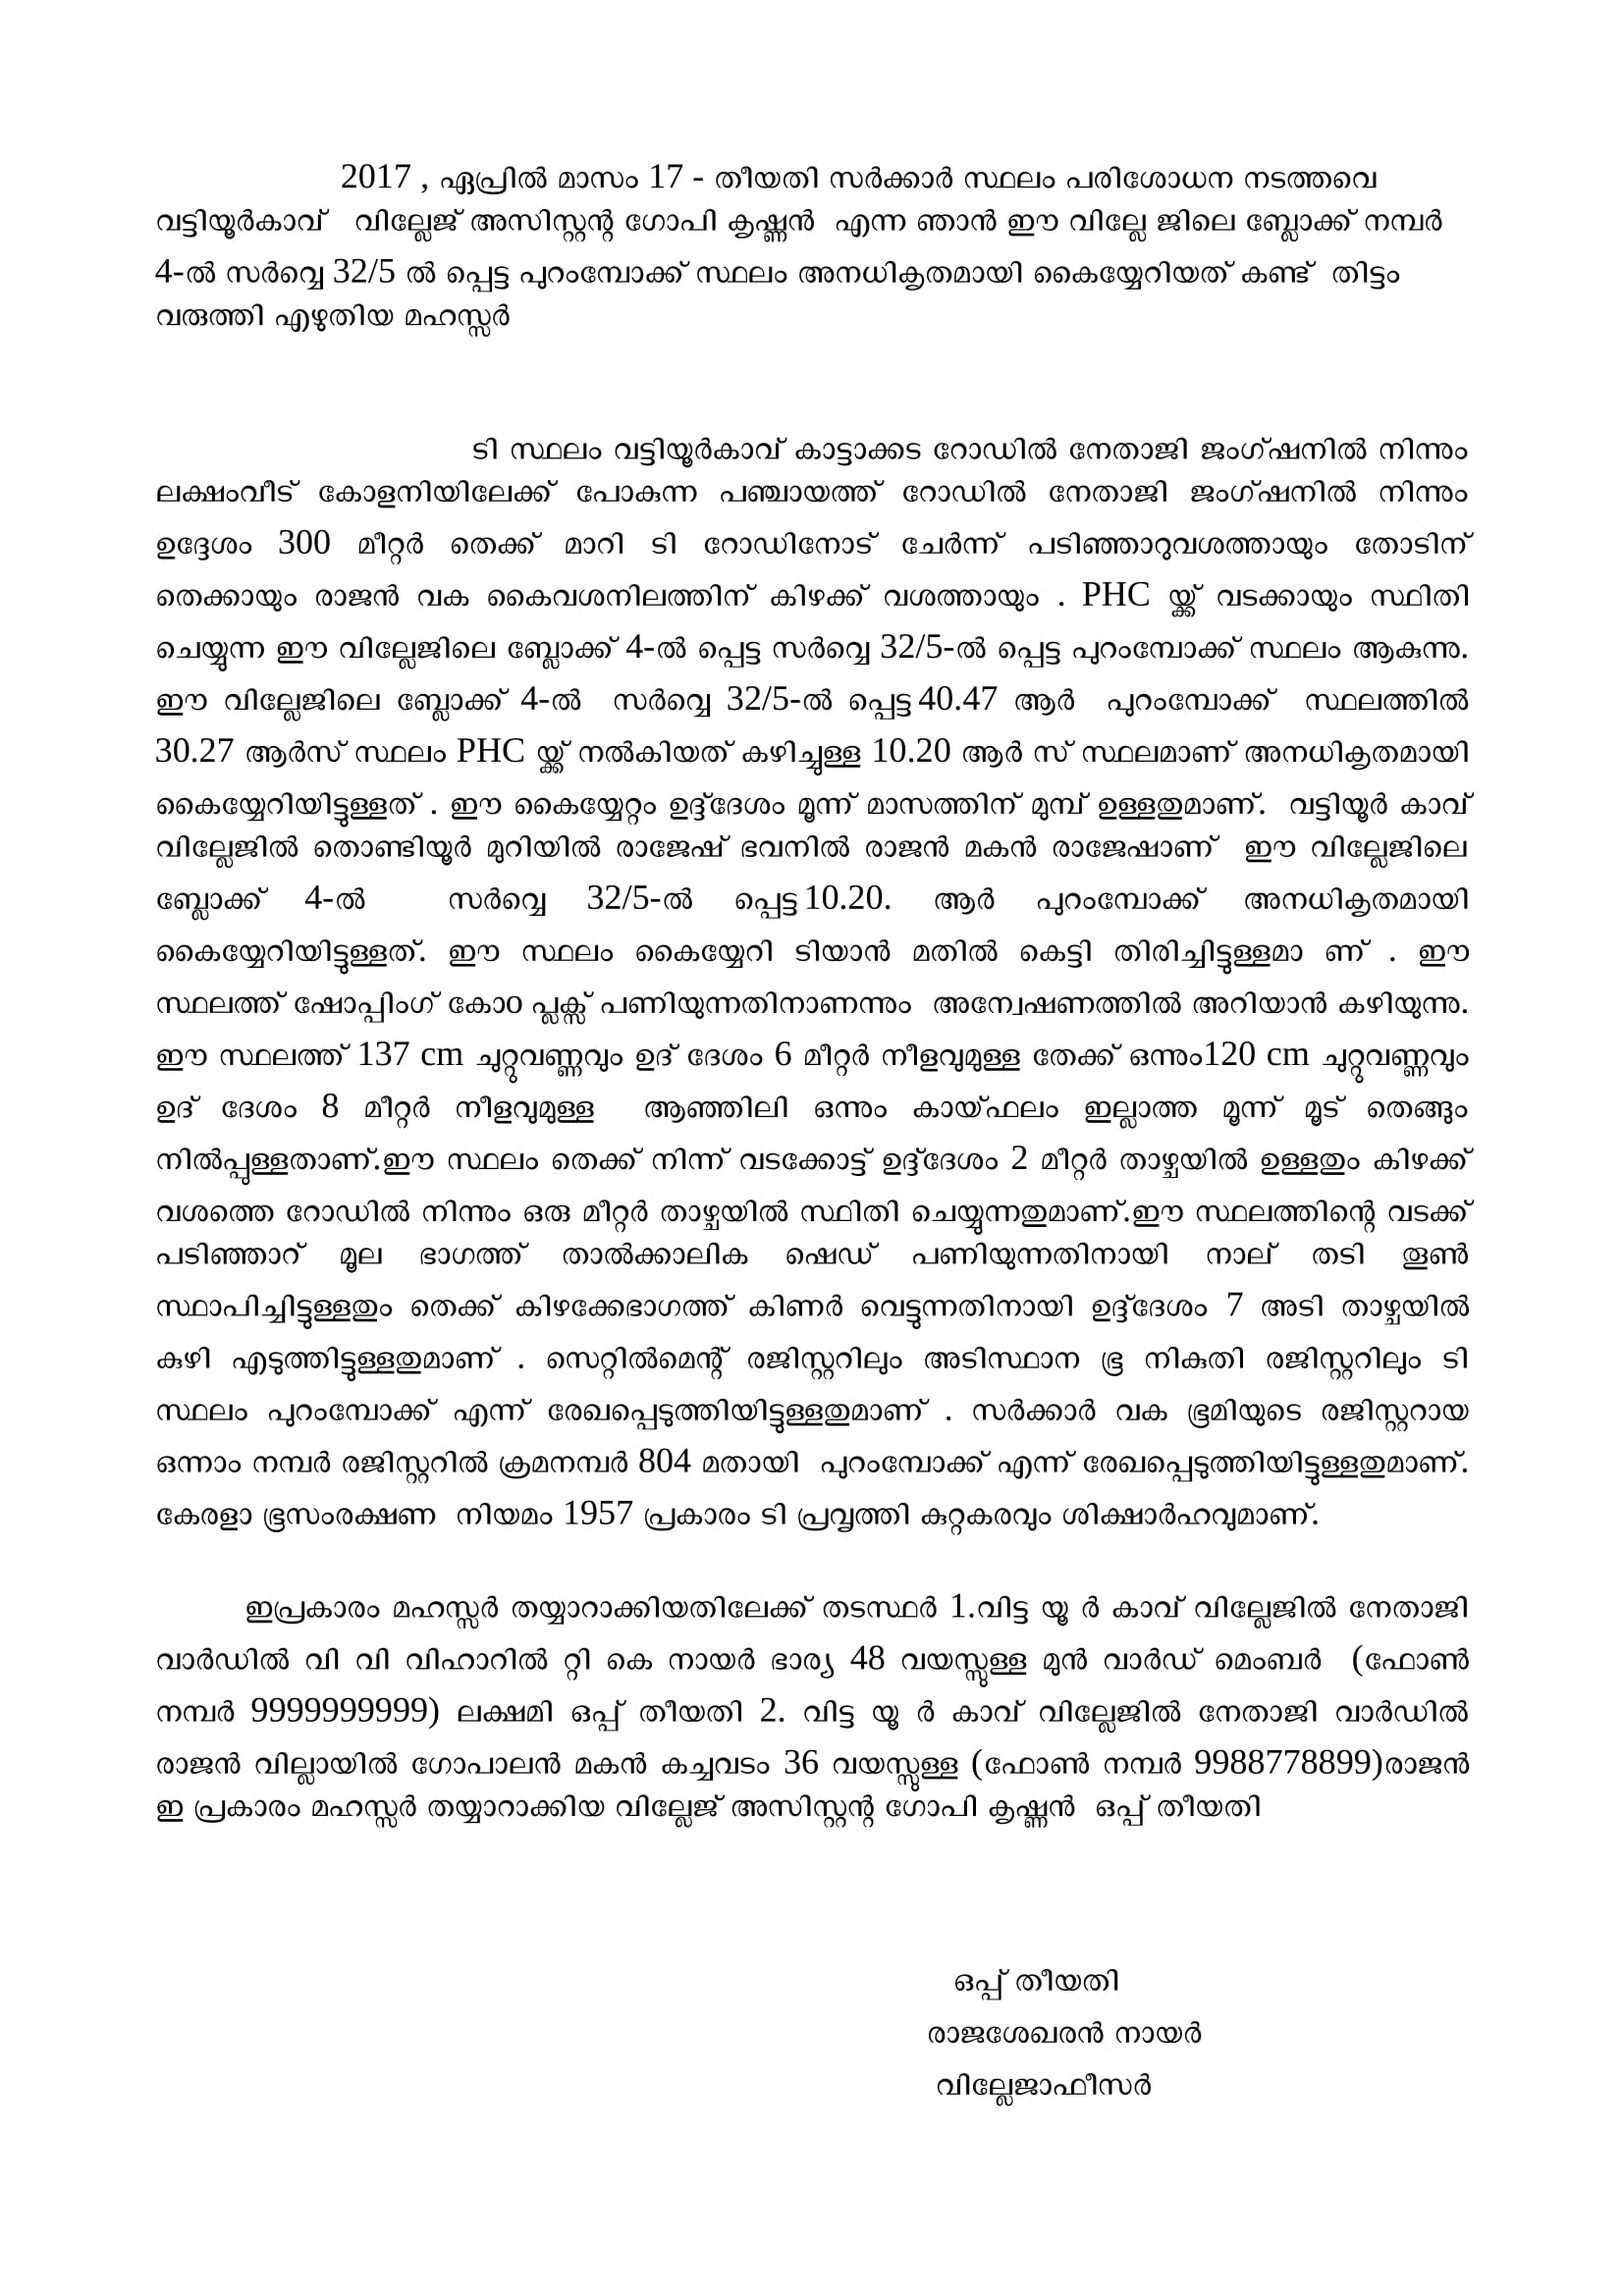 2017 , ഏപ്രിൽ മാസം 17 - തീയതി സർക്കാർ സ്ഥലം പരിശോധന നടത്തവെ
വട്ടിയൂർകാവ് വില്ലേജ് അസിസ്റ്റന്റ ഗോപി കൃഷ്ണൻ എന്ന ഞാൻ ഈ വില്ലേ ജിലെ ബ്ലോക്ക് നമ്പർ
4-ൽ സർവ്വെ 32/5 ൽ പ്പെട്ട പുറംമ്പോക്ക് സ്ഥലം അനധികൃതമായി കൈയ്യേറിയത് കണ്ട് തിട്ടം
വരുത്തി എഴുതിയ മഹസ്സർ
ടി സ്ഥലം വട്ടിയൂർകാവ് കാട്ടാക്കട റോഡിൽ നേതാജി ജംഗ്ഷനിൽ നിന്നും
ലക്ഷംവീട് കോളനിയിലേക്ക് പോകുന്ന പഞ്ചായത്ത് റോഡിൽ നേതാജി ജംഗ്ഷനിൽ നിന്നും
ഉദ്ദേശം 300 മീറ്റർ തെക്ക് മാറി ടി റോഡിനോട് ചേർന്ന് പടിഞ്ഞാറുവശത്തായും തോടിന്
തെക്കായും രാജൻ വക കൈവശനിലത്തിന് കിഴക്ക് വശത്തായും . PHC യ്ക്ക് വടക്കായും സ്ഥിതി
ചെയ്യുന്ന ഈ വില്ലേജിലെ ബ്ലോക്ക് 4-ൽ പ്പെട്ട സർവ്വെ 32/5-ൽ പ്പെട്ട പുറംമ്പോക്ക് സ്ഥലം ആകുന്നു.
ഈ വില്ലേജിലെ ബ്ലോക്ക് 4-ൽ സർവ്വെ 32/5-ൽ പ്പെട്ട 40.47 ആർ പുറംമ്പോക്ക് സ്ഥലത്തിൽ
30.27 ആർസ് സ്ഥലം PHC യ്ക്ക് നൽകിയത് കഴിച്ചുള്ള 10.20 ആർ സ് സ്ഥലമാണ് അനധികൃതമായി
കൈയ്യേറിയിട്ടുള്ളത് . ഈ കൈയ്യേറ്റം ഉദ്ദ്ദേശം മൂന്ന് മാസത്തിന് മുമ്പ് ഉള്ളതുമാണ്. വട്ടിയൂർ കാവ്
വില്ലേജിൽ തൊണ്ടിയൂർ മുറിയിൽ രാജേഷ് ഭവനിൽ രാജൻ മകൻ രാജേഷാണ് ഈ വില്ലേജിലെ
ബ്ലോക്ക് 4-ൽ സർവ്വെ 32/5-ൽ പ്പെട്ട 10.20. ആർ പുറംമ്പോക്ക് അനധികൃതമായി
കൈയ്യേറിയിട്ടുള്ളത്. ഈ സ്ഥലം കൈയ്യേറി ടിയാൻ മതിൽ കെട്ടി തിരിച്ചിട്ടുള്ളമാ ണ് . ഈ
സ്ഥലത്ത് ഷോപ്പിംഗ് കോo പ്ലക്സ് പണിയുന്നതിനാണന്നും അന്വേഷണത്തിൽ അറിയാൻ കഴിയുന്നു.
ഈ സ്ഥലത്ത് 137 cm ചുറ്റുവണ്ണവും ഉദ് ദേശം 6 മീറ്റർ നീളവുമുള്ള തേക്ക് ഒന്നും120 cm ചുറ്റുവണ്ണവും
ഉദ് ദേശം 8 മീറ്റർ നീളവുമുള്ള ആഞ്ഞിലി ഒന്നും കായ്ഫലം ഇല്ലാത്ത മൂന്ന് മൂട് തെങ്ങും
നിൽപ്പുള്ളതാണ്.ഈ സ്ഥലം തെക്ക് നിന്ന് വടക്കോട്ട് ഉദ്ദ്ദേശം 2 മീറ്റർ താഴ്ചയിൽ ഉള്ളതും കിഴക്ക്
വശത്തെ റോഡിൽ നിന്നും ഒരു മീറ്റർ താഴ്ചയിൽ സ്ഥിതി ചെയ്യുന്നതുമാണ്.ഈ സ്ഥലത്തിന്റെ വടക്ക്
പടിഞ്ഞാറ് മൂല ഭാഗത്ത് താൽക്കാലിക ഷെഡ് പണിയുന്നതിനായി നാല് തടി തൂൺ
സ്ഥാപിച്ചിട്ടുള്ളതും തെക്ക് കിഴക്കേഭാഗത്ത് കിണർ വെട്ടുന്നതിനായി ഉദ്ദ്ദേശം 7 അടി താഴ്ചയിൽ
കുഴി എടുത്തിട്ടുള്ളതുമാണ് . സെറ്റിൽമെന്റ് രജിസ്റ്ററിലും അടിസ്ഥാന ഭൂ നികുതി രജിസ്റ്ററിലും ടി
സ്ഥലം പുറംമ്പോക്ക് എന്ന് രേഖപ്പെടുത്തിയിട്ടുള്ളതുമാണ് . സർക്കാർ വക ഭൂമിയുടെ രജിസ്റ്ററായ
ഒന്നാം നമ്പർ രജിസ്റ്ററിൽ ക്രമനമ്പർ 804 മതായി പുറംമ്പോക്ക് എന്ന് രേഖപ്പെടുത്തിയിട്ടുള്ളതുമാണ്.
കേരളാ ഭൂസംരക്ഷണ നിയമം 1957 പ്രകാരം ടി പ്രവൃത്തി കുറ്റകരവും ശിക്ഷാർഹവുമാണ്.
ഇപ്രകാരം മഹസ്സർ തയ്യാറാക്കിയതിലേക്ക് തടസ്ഥർ 1.വിട്ട യൂ ർ കാവ് വില്ലേജിൽ നേതാജി
വാർഡിൽ വി വി വിഹാറിൽ റ്റി കെ നായർ ഭാര്യ 48 വയസ്സുള്ള മുൻ വാർഡ് മെംബർ (ഫോൺ
നമ്പർ 9999999999) ലക്ഷമി ഒപ്പ് തീയതി 2. വിട്ട യൂ ർ കാവ് വില്ലേജിൽ നേതാജി വാർഡിൽ
രാജൻ വില്ലായിൽ ഗോപാലൻ മകൻ കച്ചവടം 36 വയസ്സുള്ള (ഫോൺ നമ്പർ 9988778899)രാജൻ
ഇ പ്രകാരം മഹസ്സർ തയ്യാറാക്കിയ വില്ലേജ് അസിസ്റ്റന്റ ഗോപി കൃഷ്ണൻ ഒപ്പ് തീയതി
ഒപ്പ് തീയതി
രാജശേഖരൻ നായർ
വില്ലേജാഫീസർ